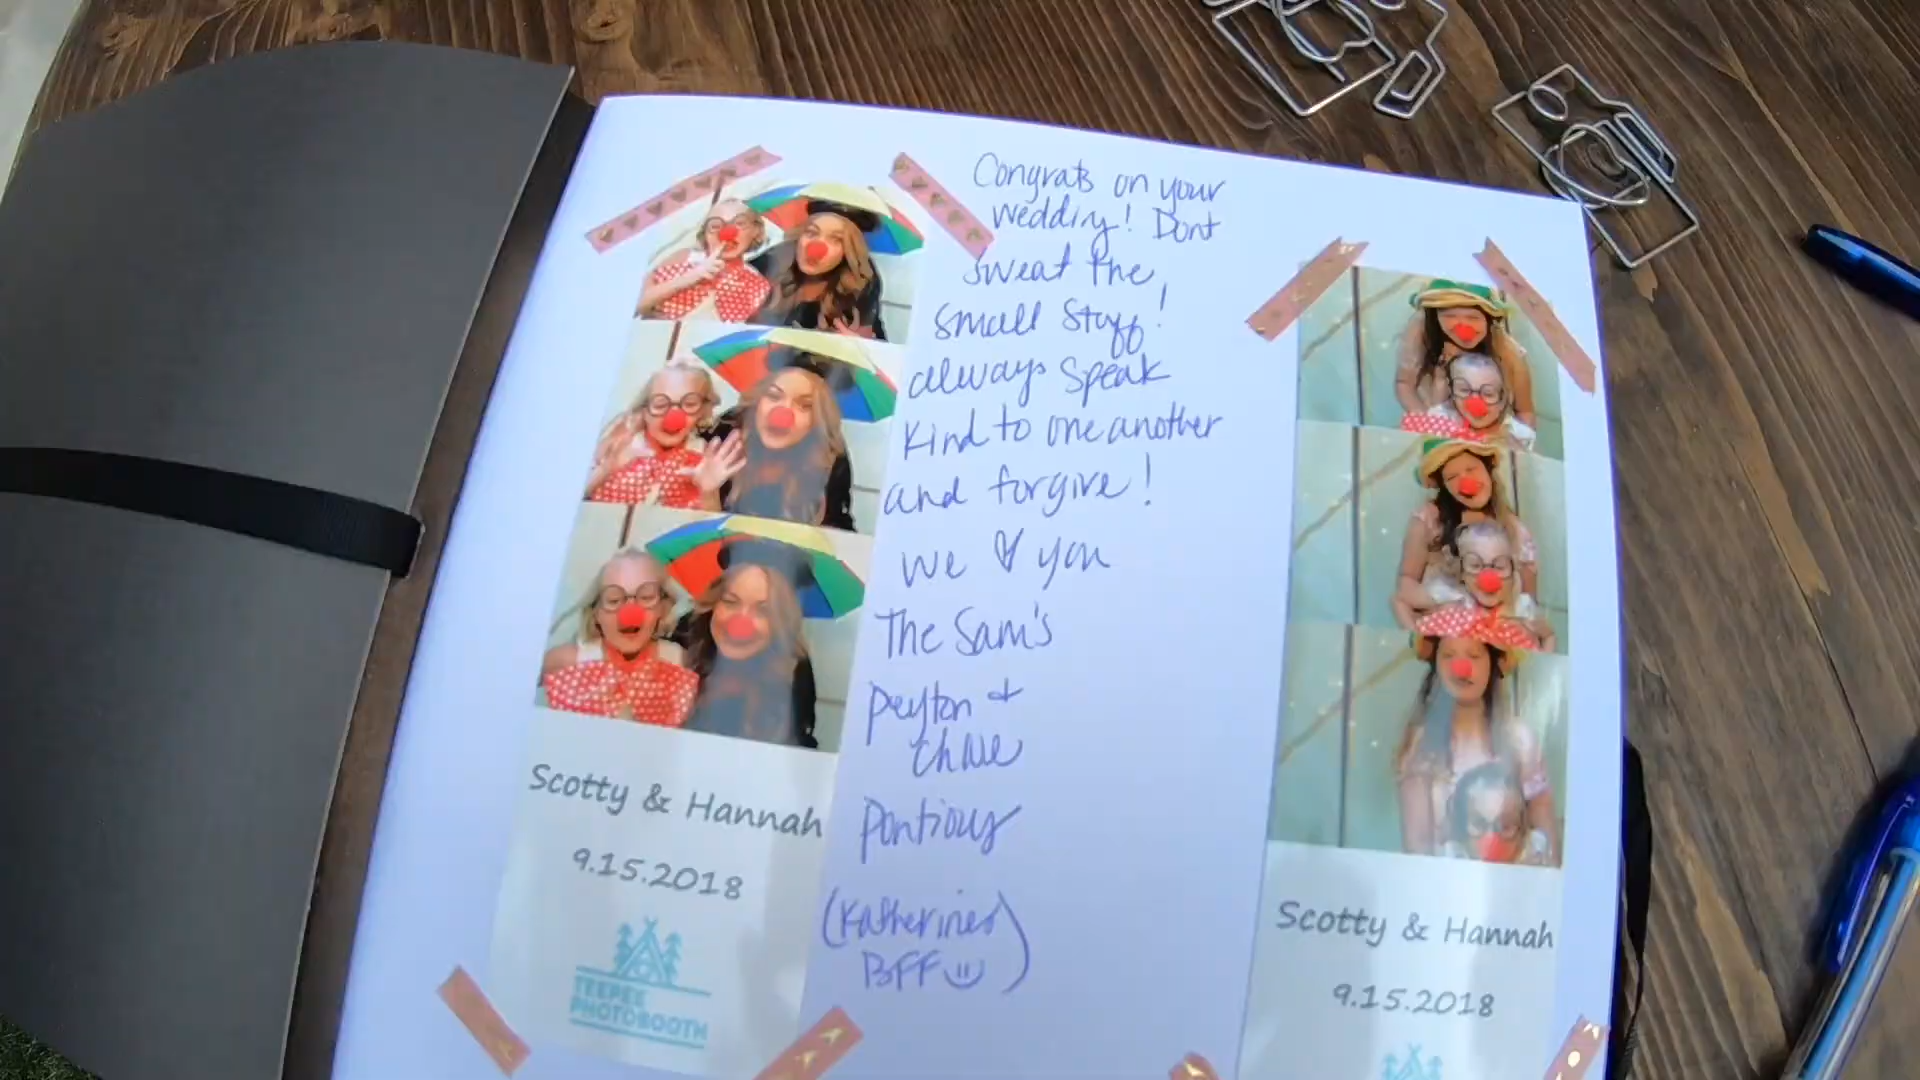 Congrats on your
wedding! Dont
sweat the
small stuff!
always speak
kind to one another
and forgive!
we you
The Sam's
Peyton &
Chloe
Pontious
(Katherines
BFF)
Scotty & Hannah
9.15.2018
TEEPEE
PHOTOBOOTH
Scotty & Hannah
9.15.2018